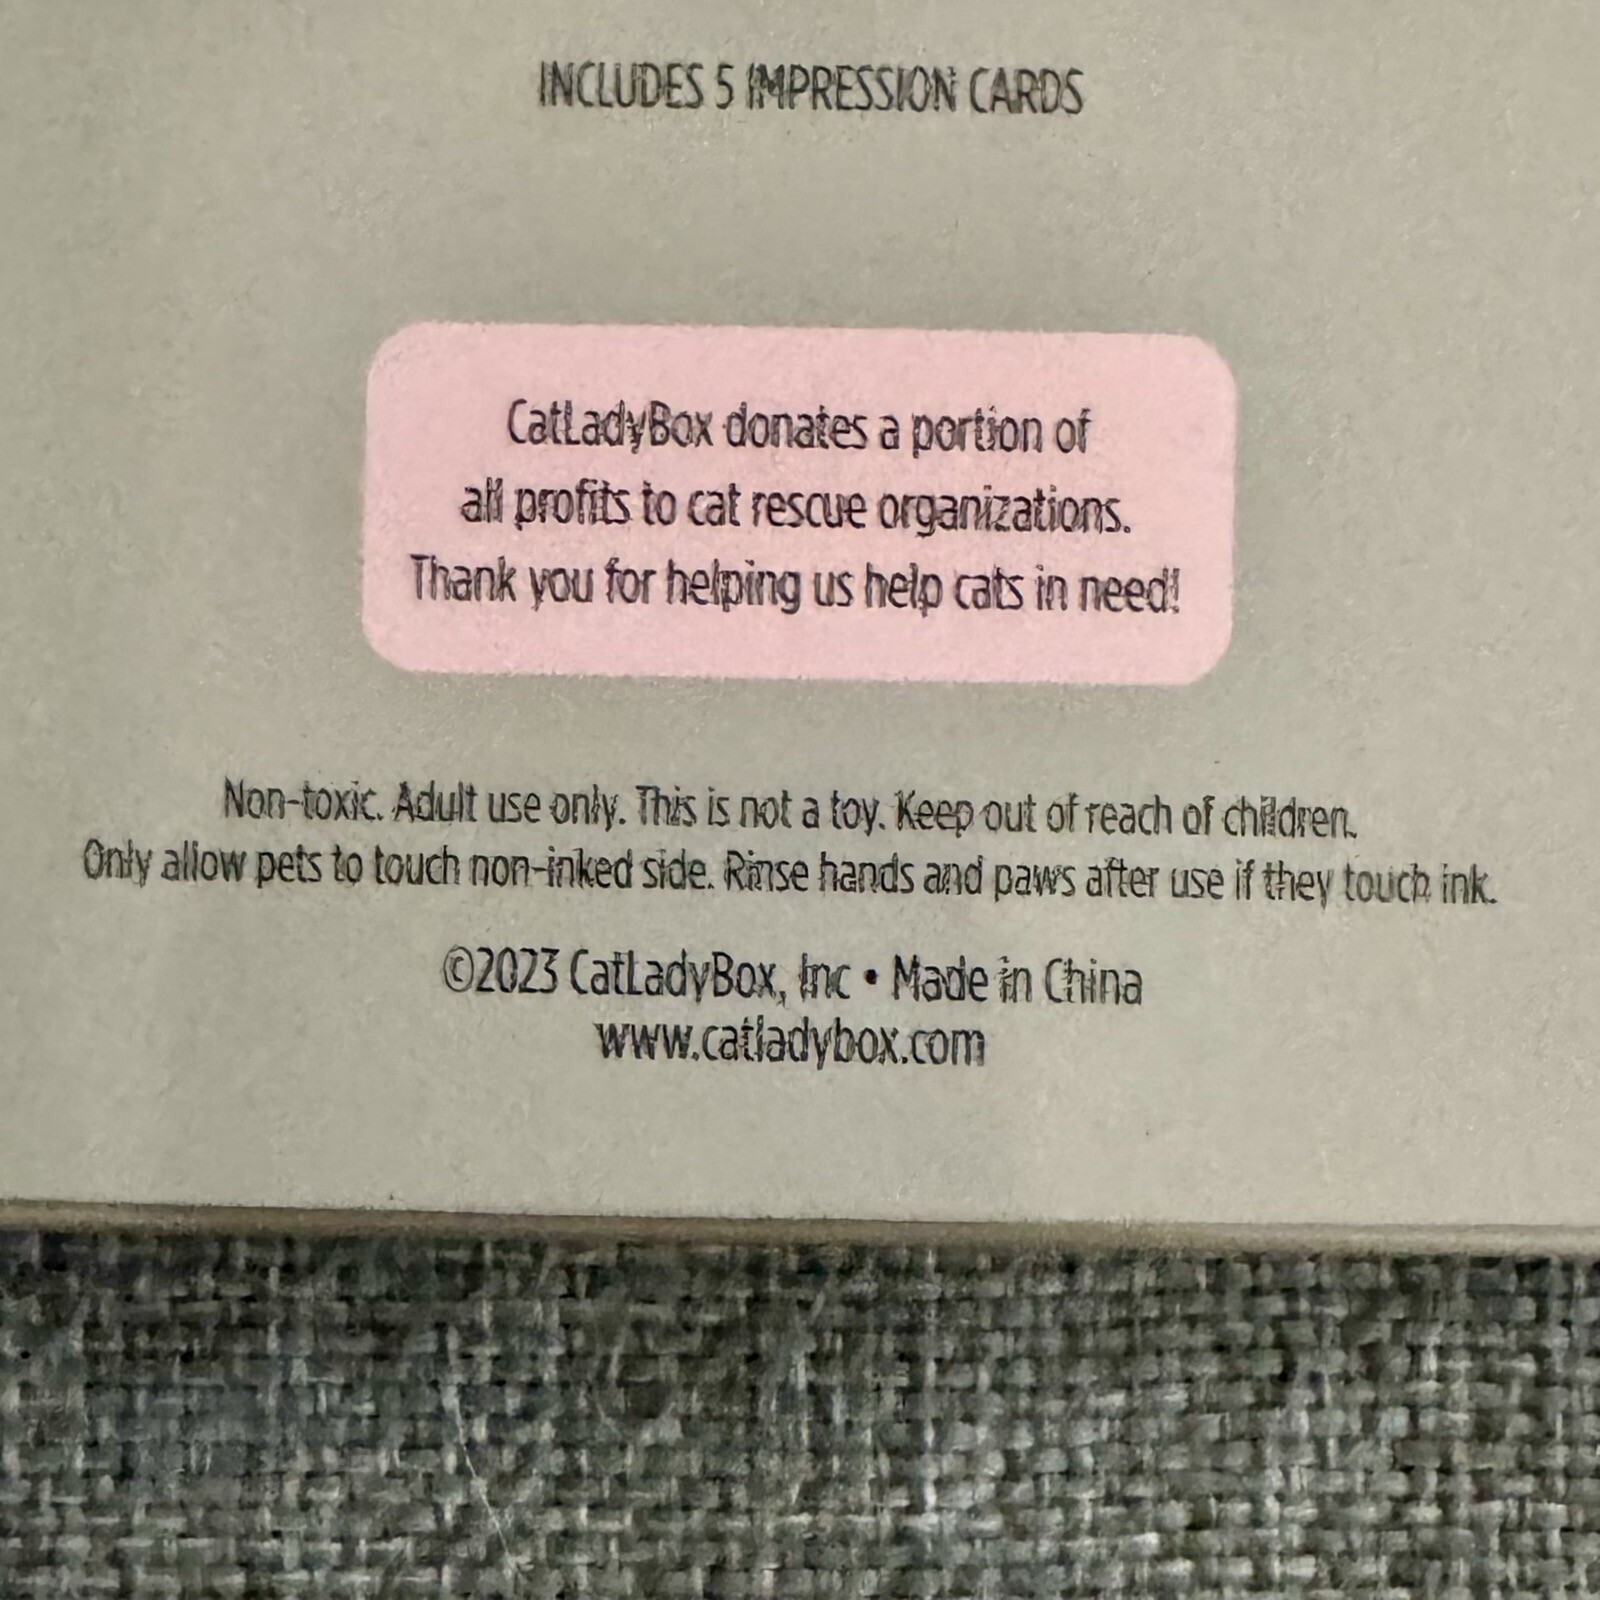 INCLUDES 5 IMPRESSION CARDS
CatLadyBox donates a portion of
all profits to cat rescue organizations.
Thank you for helping us help cats in need!
Non-toxic. Adult use only. This is not a toy. Keep out of reach of children.
Only allow pets to touch non-inked side. Rinse hands and paws after use if they touch ink.
©2023 CatLadyBox, Inc • Made in China
www.catladybox.com